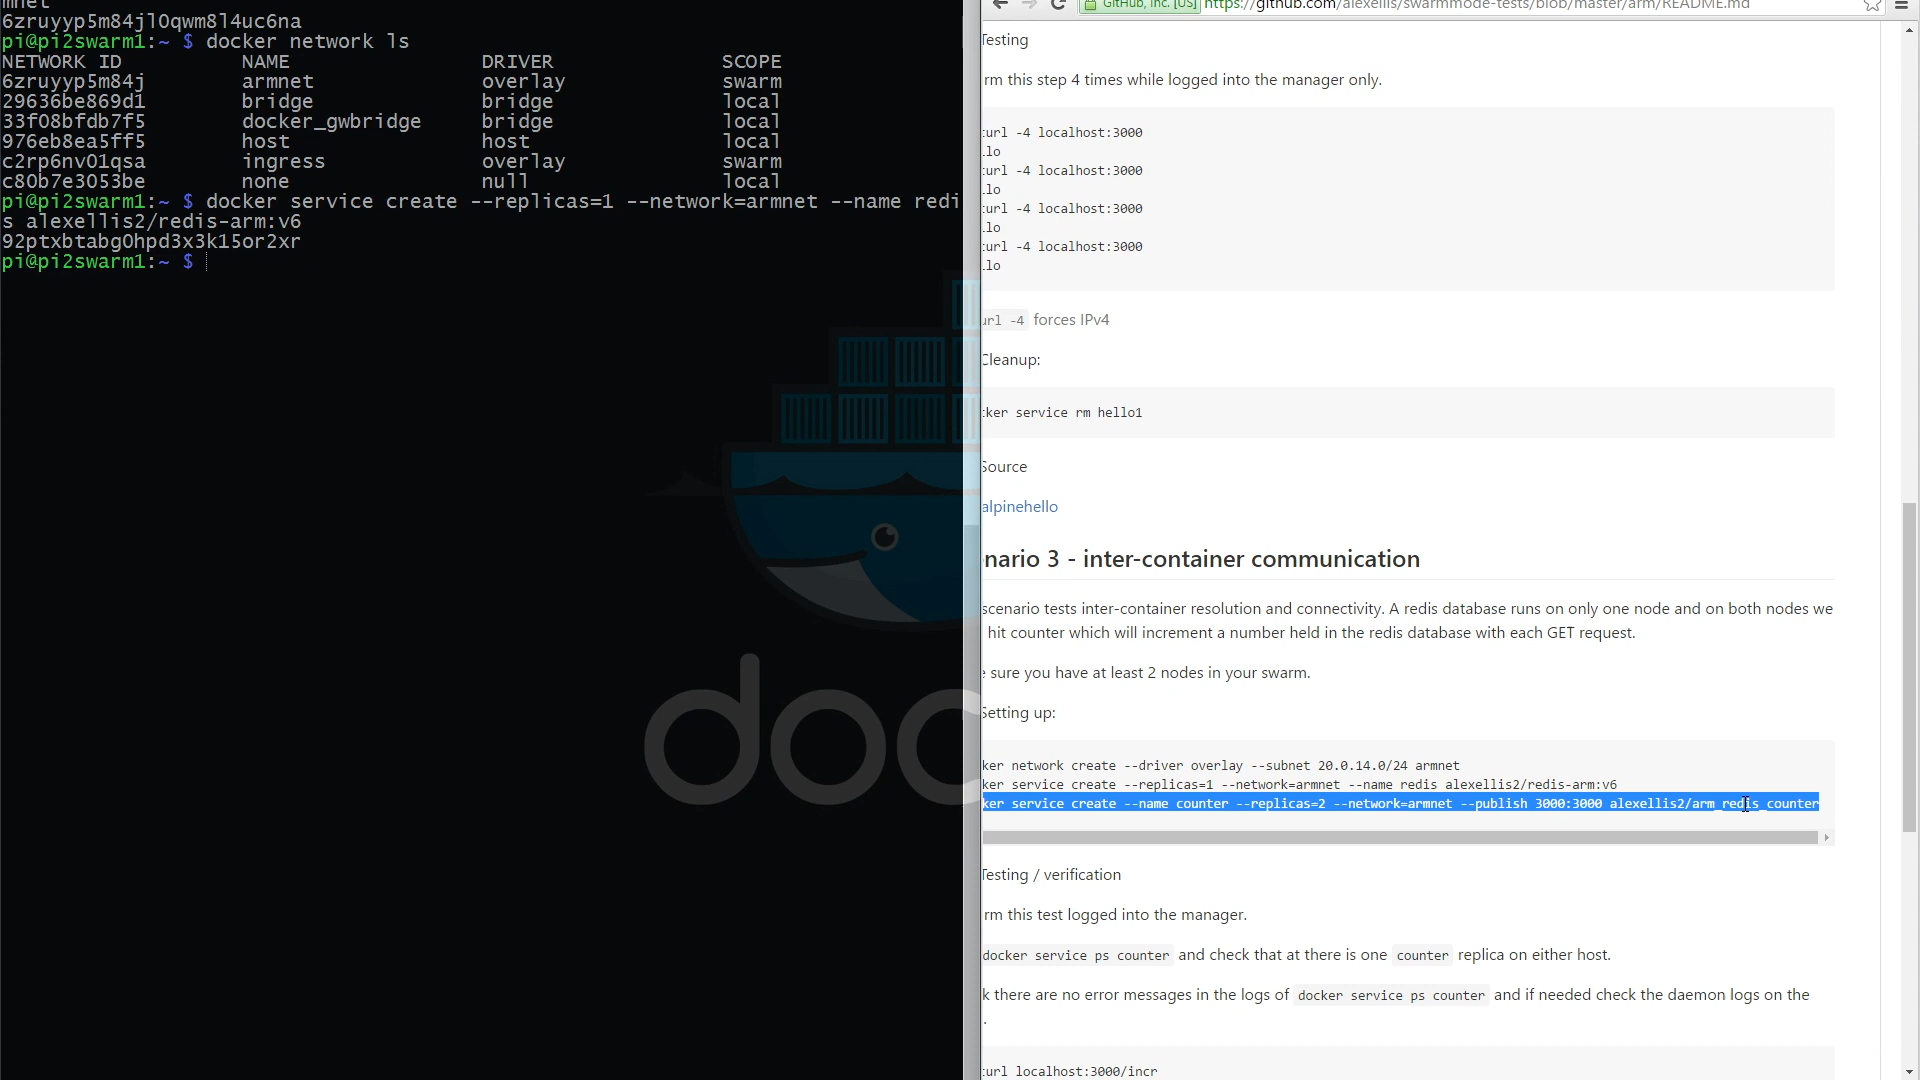 mnet
6zruyyp5m84jl0qwm8l4uc6na
pi@pi2swarm1:~ $ docker network ls
NETWORK ID NAME DRIVER SCOPE
6zruyyp5m84j armnet overlay swarm
29636be869d1 bridge bridge local
33f08bfdb7f5 docker_gwbridge bridge local
976eb8ea5ff5 host host local
c2rp6nv01qsa ingress overlay swarm
c80b7e3053be none null local
pi@pi2swarm1:~ $ docker service create --replicas=1 --network=armnet --name redi
s alexellis2/redis-arm:v6
92ptxbtabg0hpd3x3k15or2xr
pi@pi2swarm1:~ $
doc
GitHub, Inc. [US] https://github.com/alexellis/swarmmode-tests/blob/master/arm/README.md
Testing
rm this step 4 times while logged into the manager only.
curl -4 localhost:3000
lo
curl -4 localhost:3000
lo
curl -4 localhost:3000
lo
curl -4 localhost:3000
lo
url -4 forces IPv4
Cleanup:
ker service rm hello1
Source
alpinehello
nario 3 - inter-container communication
scenario tests inter-container resolution and connectivity. A redis database runs on only one node and on both nodes we
hit counter which will increment a number held in the redis database with each GET request.
e sure you have at least 2 nodes in your swarm.
Setting up:
ker network create --driver overlay --subnet 20.0.14.0/24 armnet
ker service create --replicas=1 --network=armnet --name redis alexellis2/redis-arm:v6
ker service create --name counter --replicas=2 --network=armnet --publish 3000:3000 alexellis2/arm_redis_counter
Testing / verification
rm this test logged into the manager.
docker service ps counter and check that at there is one counter replica on either host.
k there are no error messages in the logs of docker service ps counter and if needed check the daemon logs on the
.
curl localhost:3000/incr